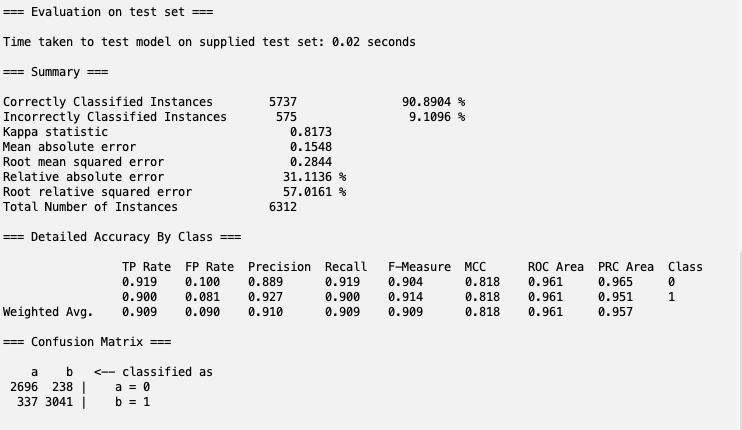 === Evaluation on test set ===
Time taken to test model on supplied test set: 0.02 seconds
=== Summary ===
Correctly Classified Instances        5737               90.8904 %
Incorrectly Classified Instances       575                9.1096 %
Kappa statistic                          0.8173
Mean absolute error                      0.1548
Root mean squared error                  0.2844
Relative absolute error                 31.1136 %
Root relative squared error             57.0161 %
Total Number of Instances             6312
=== Detailed Accuracy By Class ===
                 TP Rate  FP Rate  Precision  Recall   F-Measure  MCC      ROC Area  PRC Area  Class
                 0.919    0.100    0.889      0.919    0.904      0.818    0.961     0.965     0
                 0.900    0.081    0.927      0.900    0.914      0.818    0.961     0.951     1
Weighted Avg.    0.909    0.090    0.910      0.909    0.909      0.818    0.961     0.957
=== Confusion Matrix ===
    a    b   <-- classified as
 2696  238 |    a = 0
  337 3041 |    b = 1